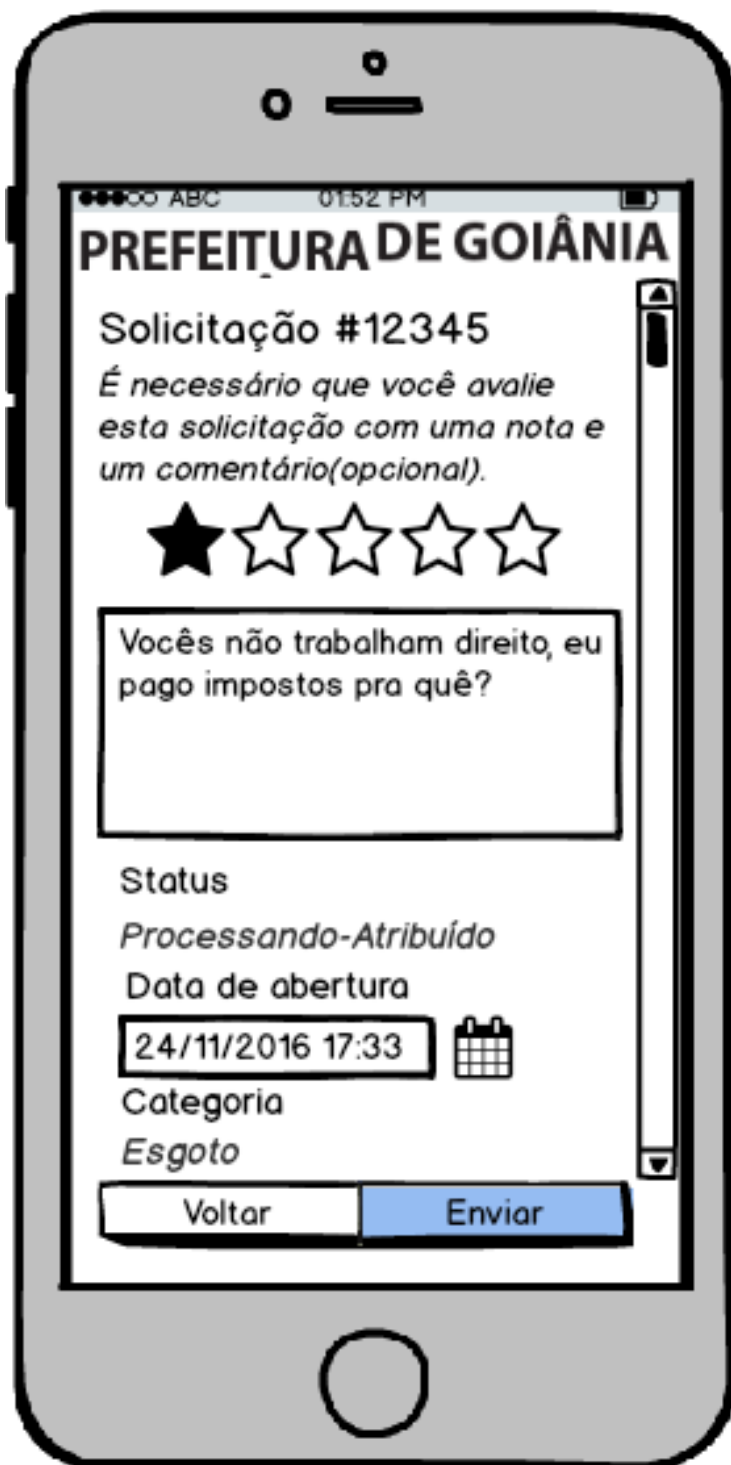 ABC 01:52 PM
PREFEITURA DE GOIÂNIA
Solicitação #12345
É necessário que você avalie
esta solicitação com uma nota e
um comentário(opcional).
Vocês não trabalham direito, eu
pago impostos pra quê?
Status
Processando-Atribuído
Data de abertura
24/11/2016 17:33
Categoria
Esgoto
Voltar Enviar